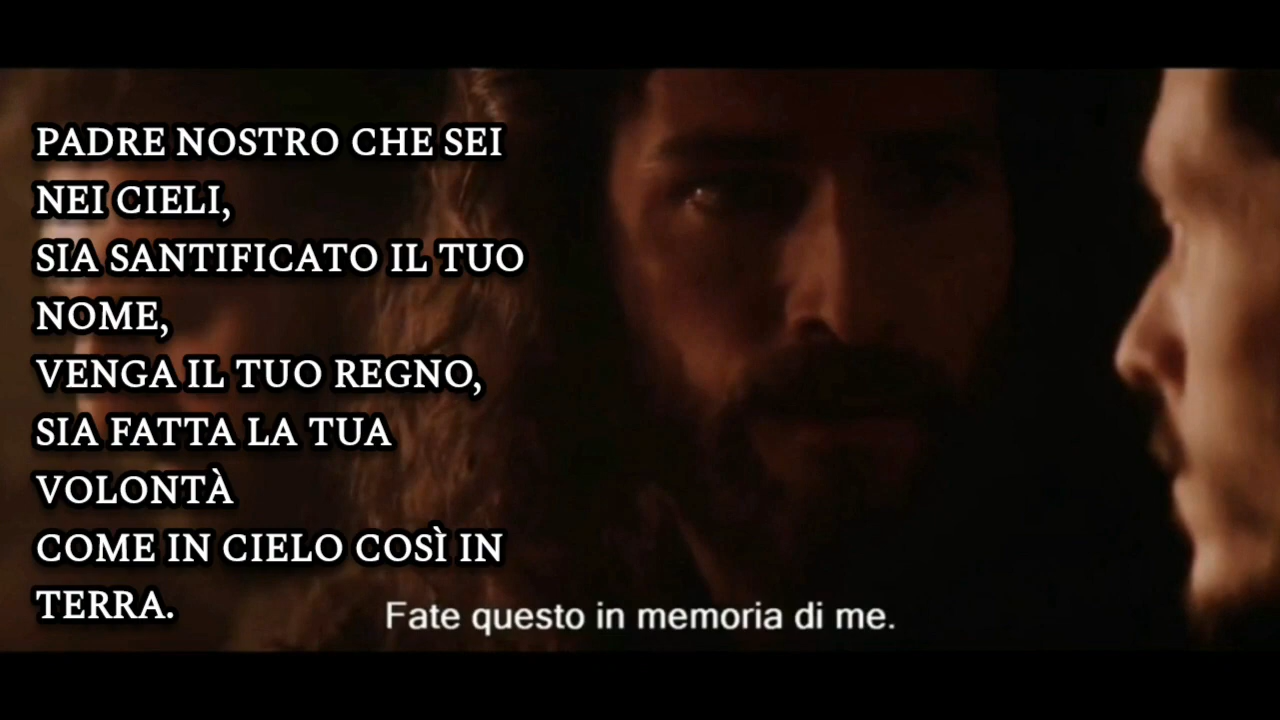 PADRE NOSTRO CHE SEI
NEI CIELI,
SIA SANTIFICATO IL TUO
NOME,
VENGA IL TUO REGNO,
SIA FATTA LA TUA
VOLONTÀ
COME IN CIELO COSÌ IN
TERRA.
Fate questo in memoria di me.